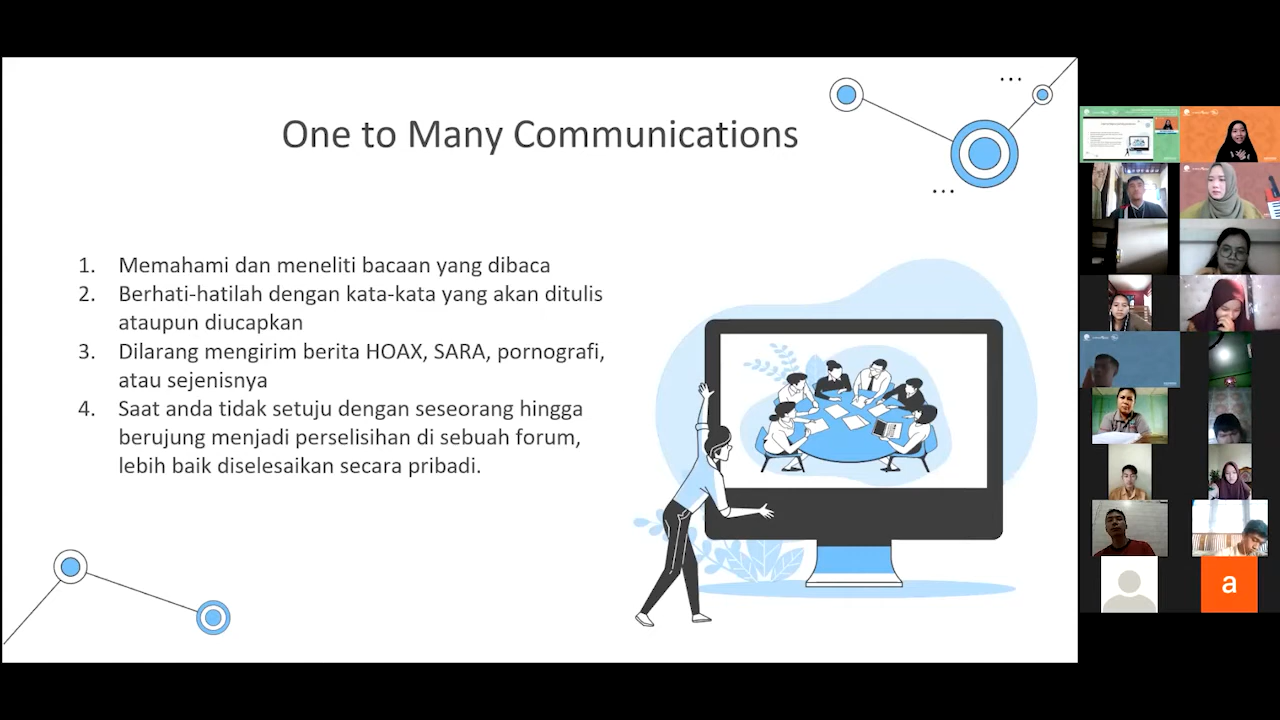 One to Many Communications
1. Memahami dan meneliti bacaan yang dibaca
2. Berhati-hatilah dengan kata-kata yang akan ditulis
ataupun diucapkan
3. Dilarang mengirim berita HOAX, SARA, pornografi,
atau sejenisnya
4. Saat anda tidak setuju dengan seseorang hingga
berujung menjadi perselisihan di sebuah forum,
lebih baik diselesaikan secara pribadi.
a